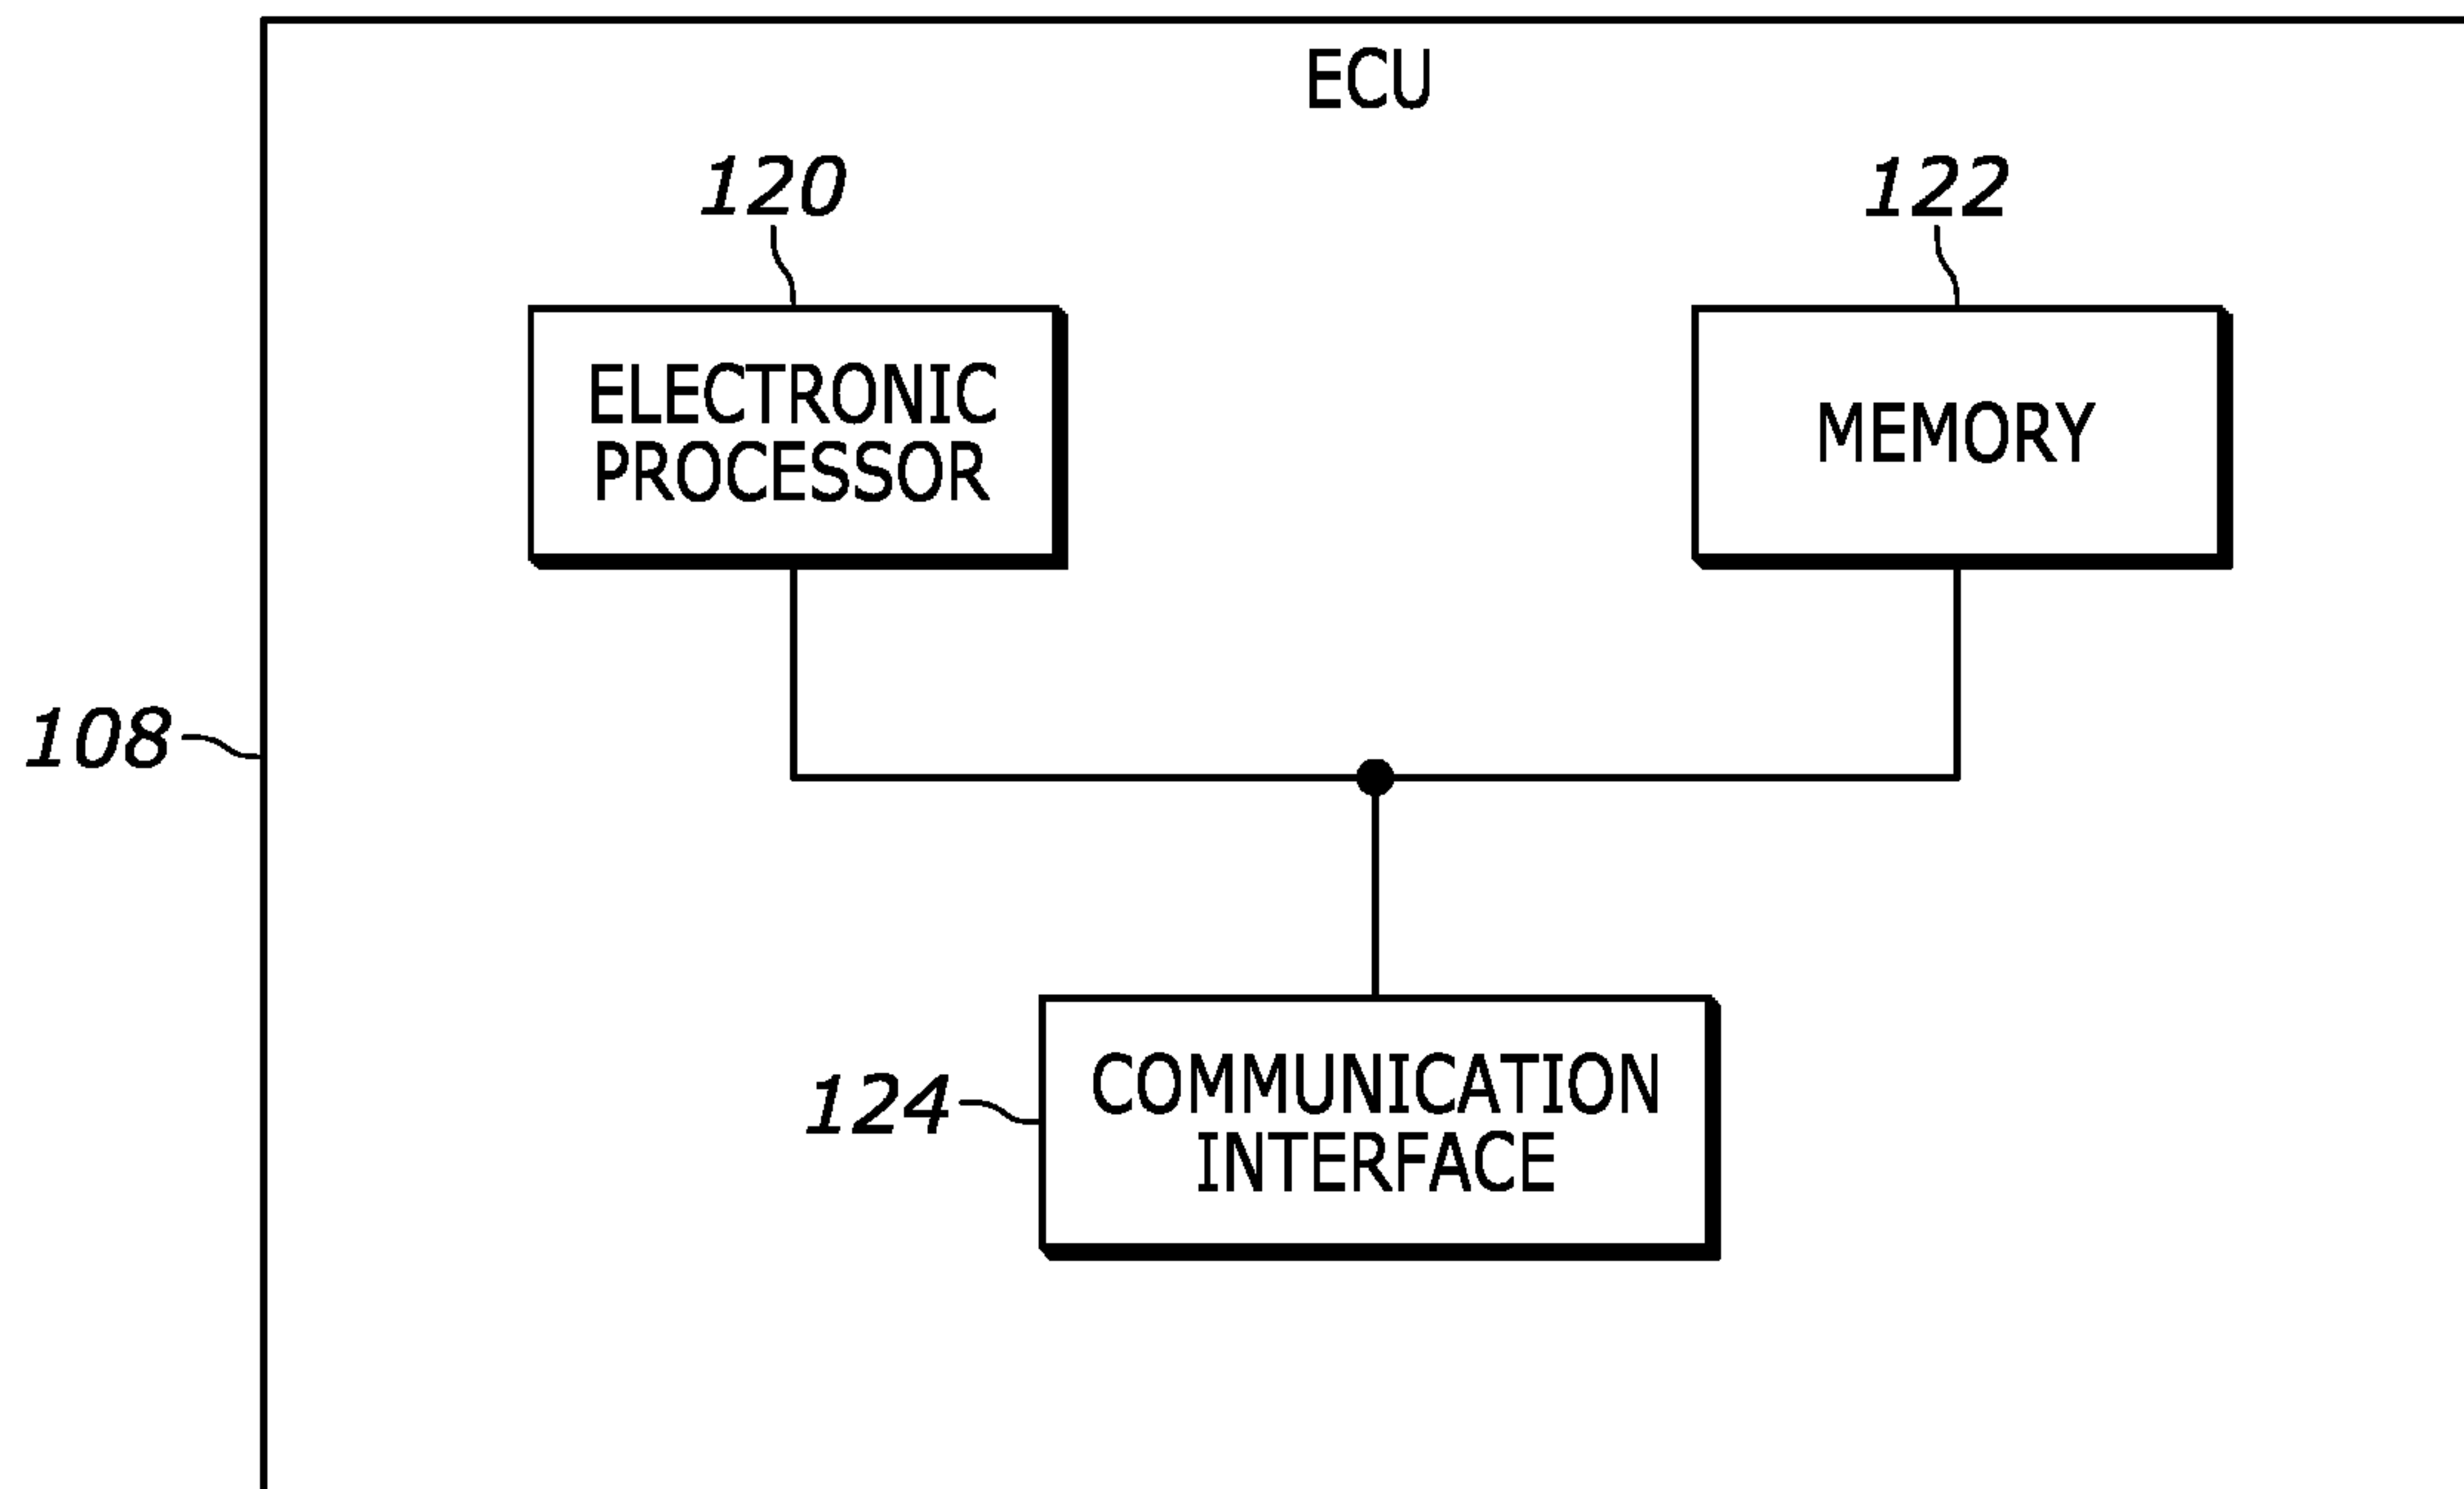 ECU
120
122
ELECTRONIC
PROCESSOR
MEMORY
108
COMMUNICATION
124
INTERFACE